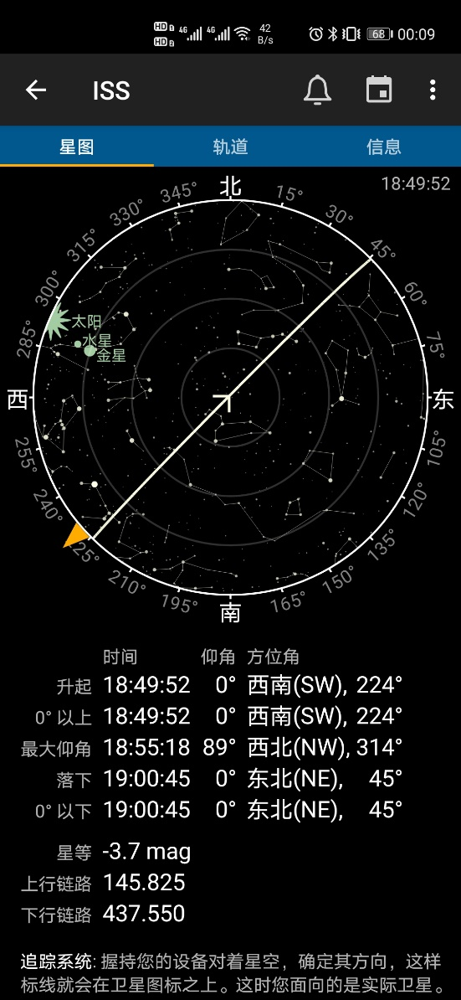 HD 1 4G 4G 42 B/s 68 00:09
HD 2
ISS
星图 轨道 信息
18:49:52
北
345° 15°
330° 30°
315° 45°
300° 60°
太阳
水星
285° 75°
金星
西 东
255° 105°
240° 120°
225° 135°
210° 150°
195° 165°
南
时间 仰角 方位角
升起 18:49:52 0° 西南(SW), 224°
0° 以上 18:49:52 0° 西南(SW), 224°
最大仰角 18:55:18 89° 西北(NW), 314°
落下 19:00:45 0° 东北(NE), 45°
0° 以下 19:00:45 0° 东北(NE), 45°
星等 -3.7 mag
上行链路 145.825
下行链路 437.550
追踪系统: 握持您的设备对着星空，确定其方向，这样
标线就会在卫星图标之上。这时您面向的是实际卫星。